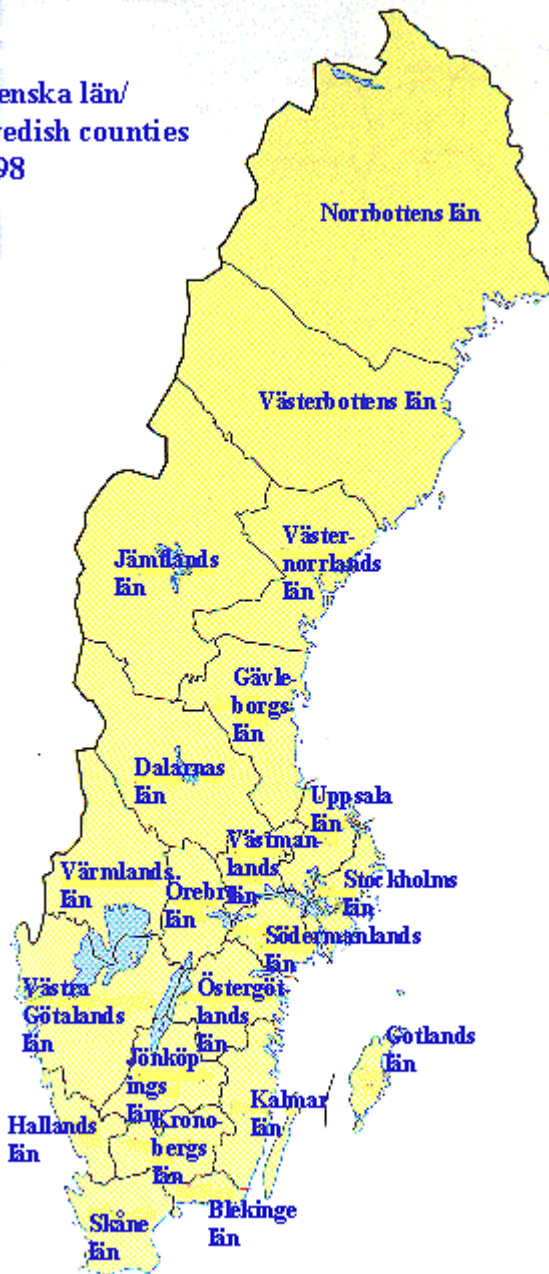 enska län/
vedish counties
98
Norrbottens län
Västerbottens län
Väster-
norrlands
län
Jämtlands
län
Gävle-
borgs
län
Dalarnas
län
Uppsala
län
Västman-
lands
län
Värmlands
län
Örebro
län
Stockholms
län
Södermanlands
län
Västra
Götalands
län
Östergöt-
lands
län
Gotlands
län
Jönköp
ings
län
Kalmar
län
Hallands
län
Krono-
bergs
län
Blekinge
län
Skåne
län